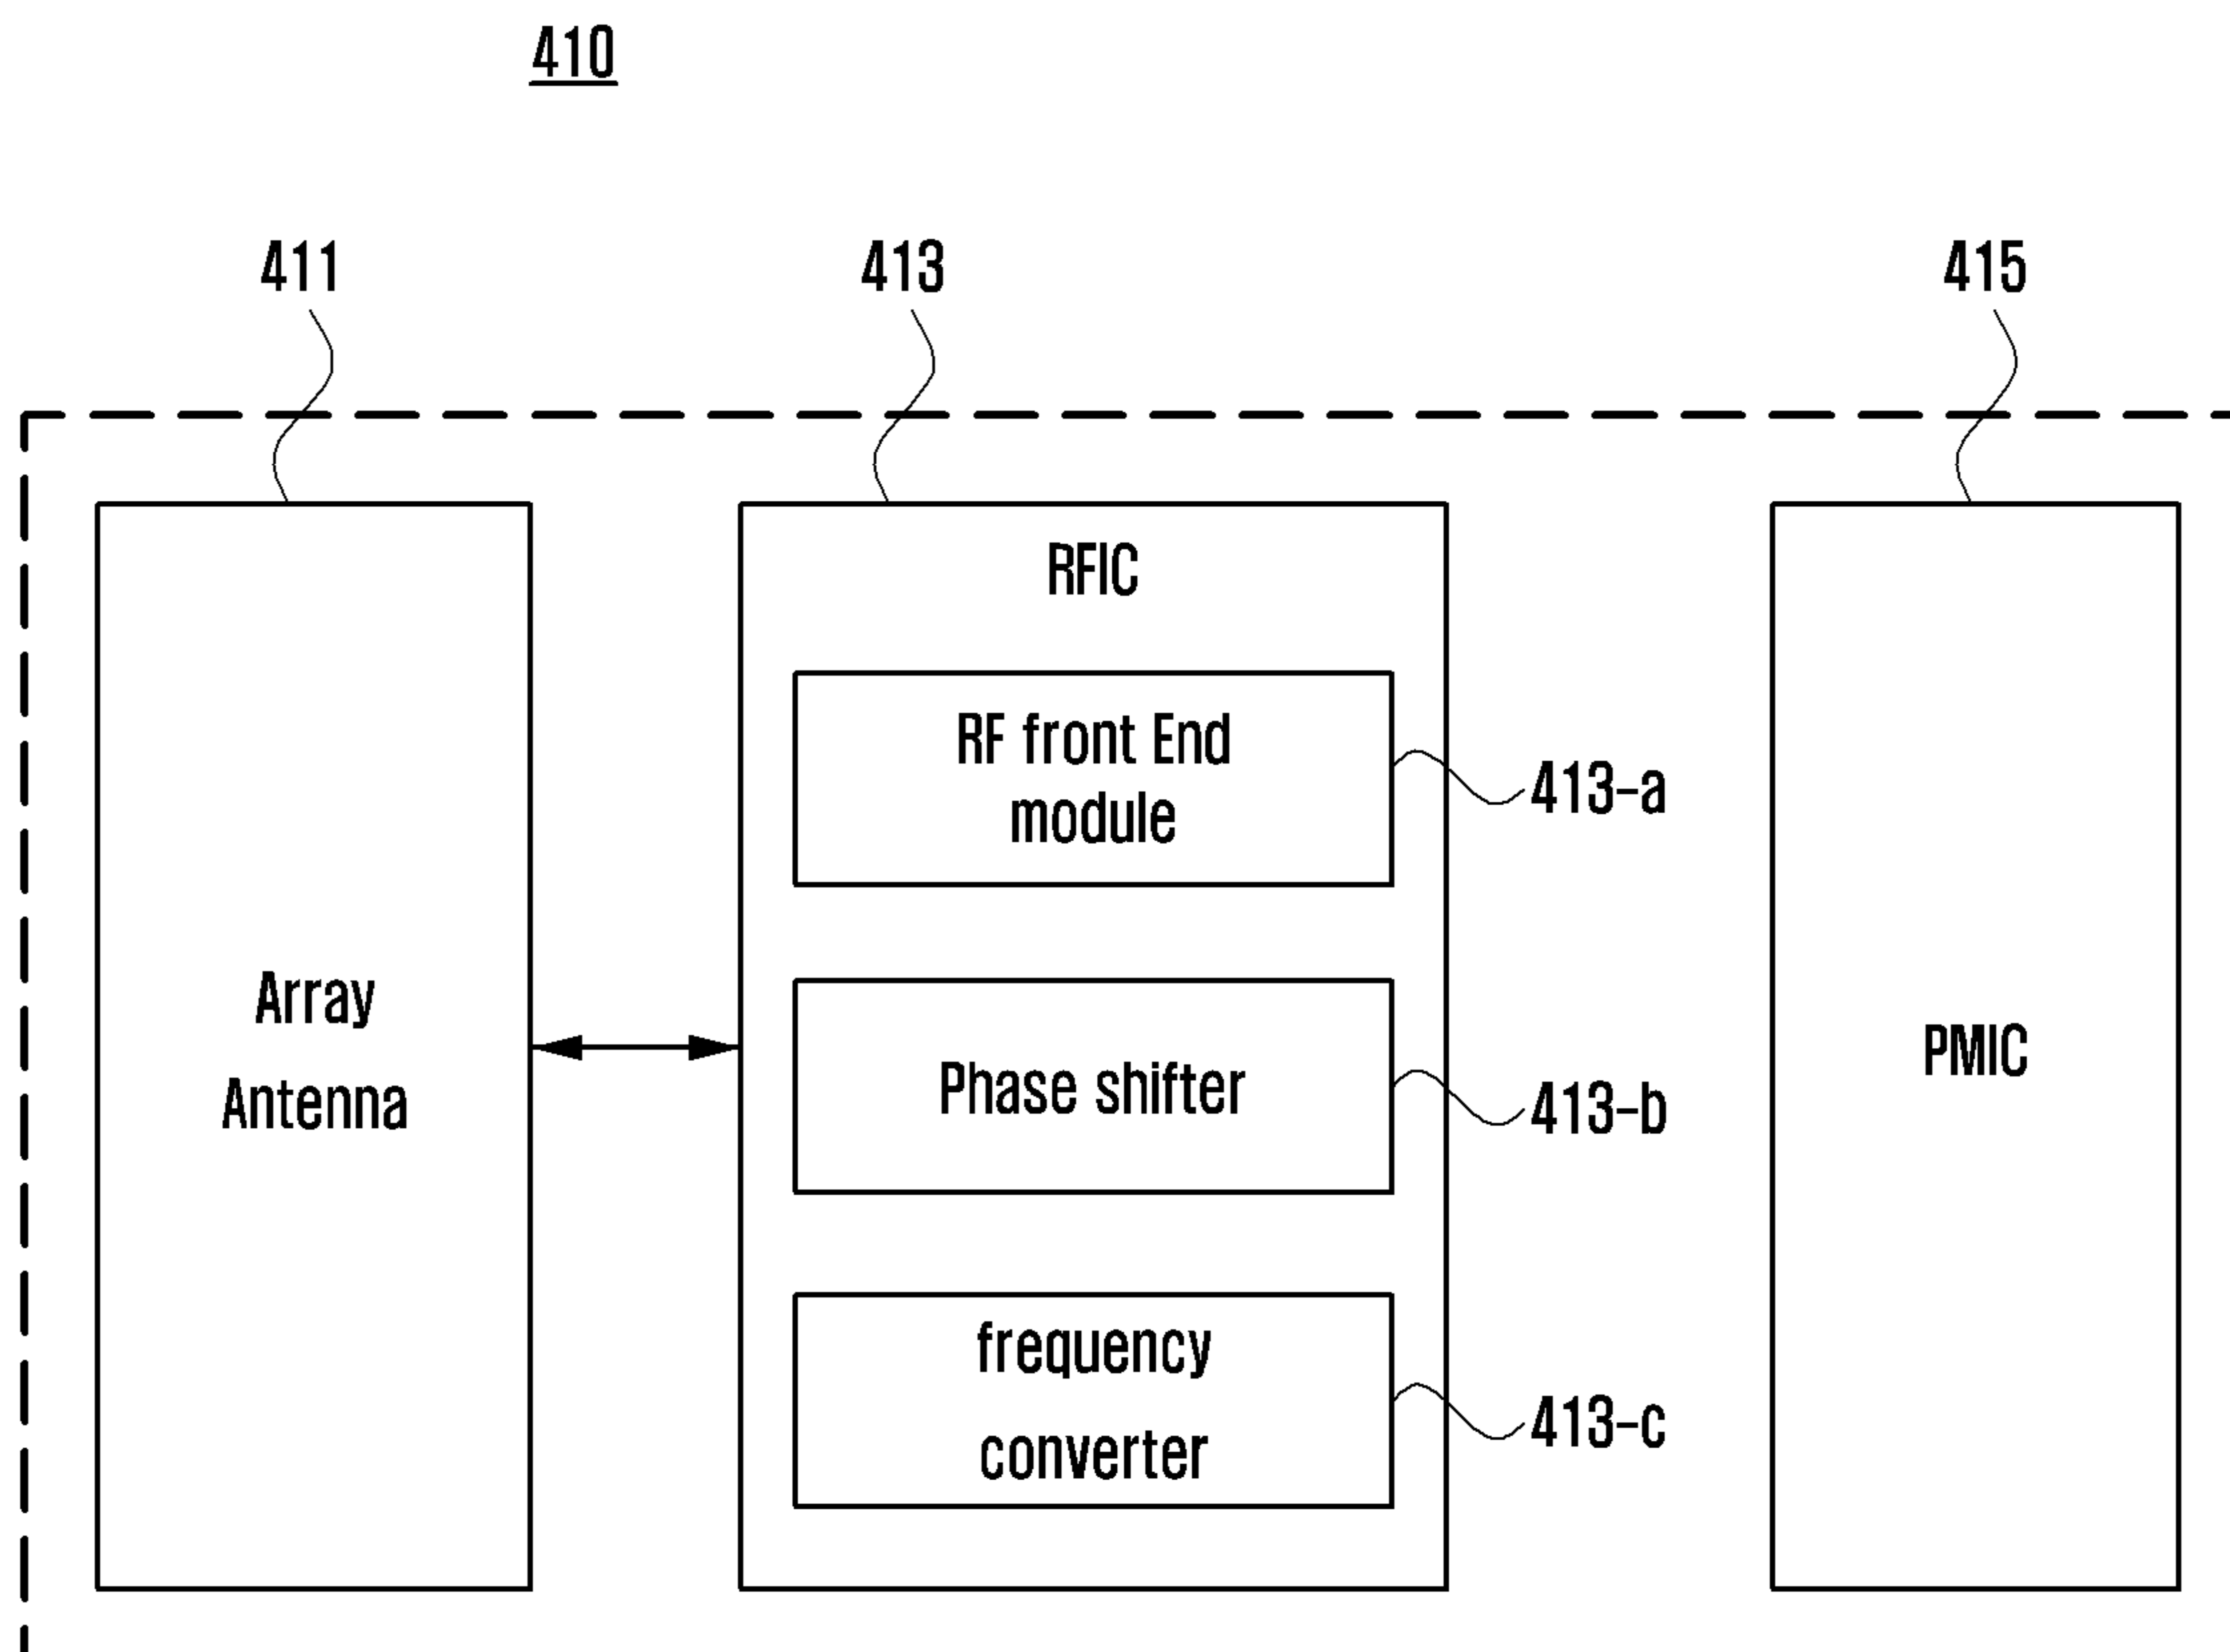 410
411
413
415
RFIC
RF front End
module
413-a
Array
Antenna
Phase shifter
413-b
PMIC
frequency
converter
413-c